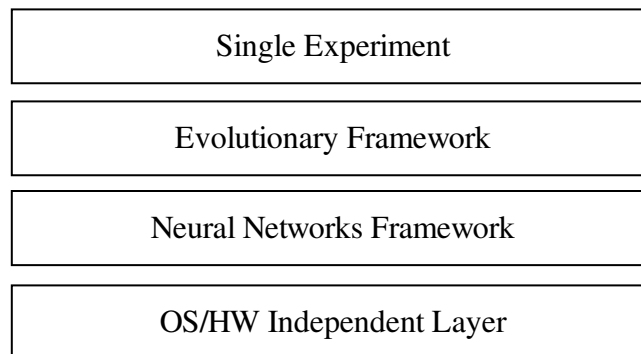 Single Experiment
Evolutionary Framework
Neural Networks Framework
OS/HW Independent Layer